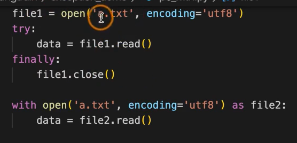 file1 = open('a.txt', encoding='utf8')
try:
    data = file1.read()
finally:
    file1.close()

with open('a.txt', encoding='utf8') as file2:
    data = file2.read()